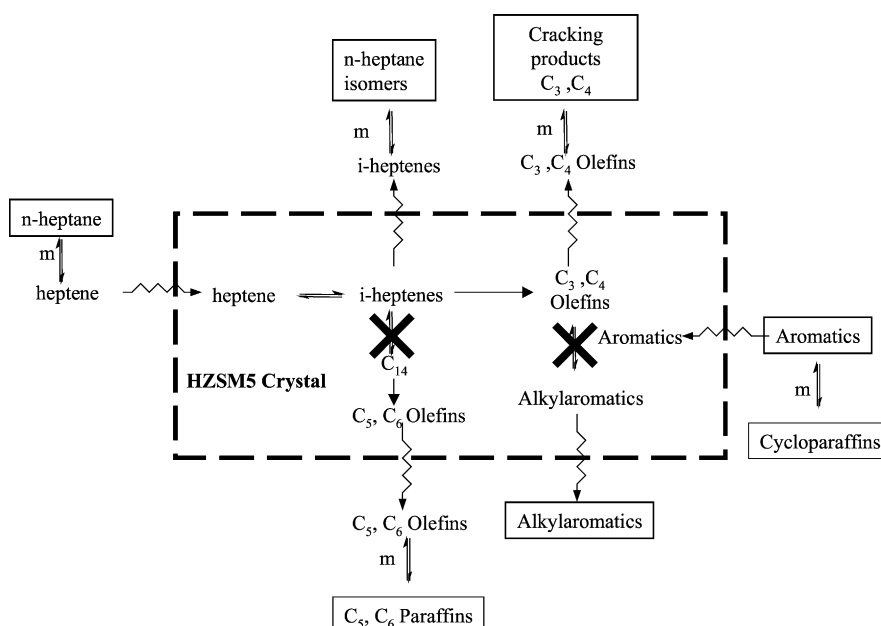 n-heptane
isomers
Cracking
products
C₃ ,C₄
m
m
i-heptenes
C₃ ,C₄ Olefins
n-heptane
m
heptene
heptene
i-heptenes
C₃ ,C₄
Olefins
Aromatics
Aromatics
HZSM5 Crystal
C₁₄
m
Alkylaromatics
C₅, C₆ Olefins
Cycloparaffins
C₅, C₆ Olefins
Alkylaromatics
m
C₅, C₆ Paraffins